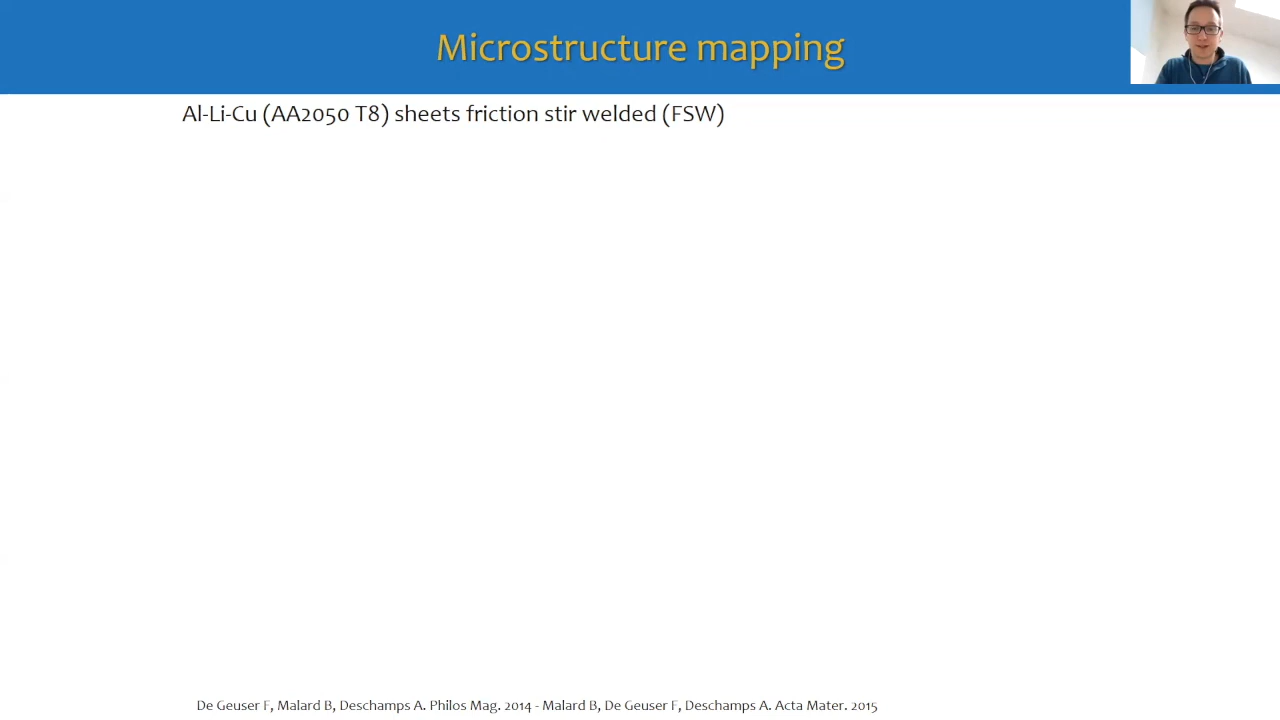 Microstructure mapping
Al-Li-Cu (AA2050 T8) sheets friction stir welded (FSW)
De Geuser F, Malard B, Deschamps A. Philos Mag. 2014 - Malard B, De Geuser F, Deschamps A. Acta Mater. 2015